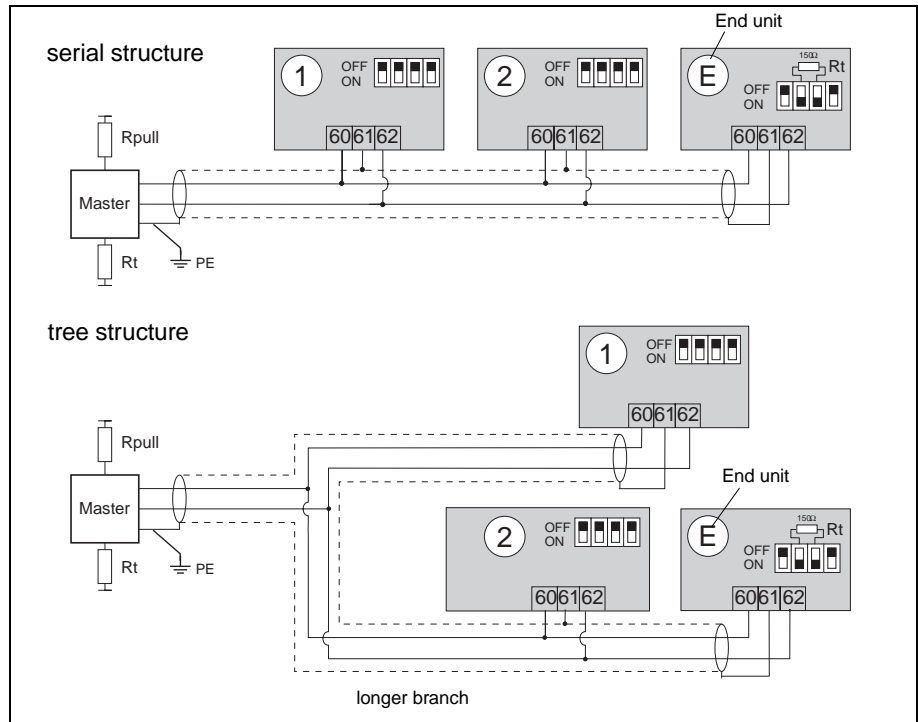 End unit
serial structure
1
OFF
ON
2
OFF
ON
E
150Ω
Rt
OFF
ON
60 61 62
60 61 62
60 61 62
Rpull
Master
Rt
PE
tree structure
1
OFF
ON
60 61 62
Rpull
End unit
Master
2
OFF
ON
E
150Ω
Rt
OFF
ON
Rt
PE
60 61 62
60 61 62
longer branch